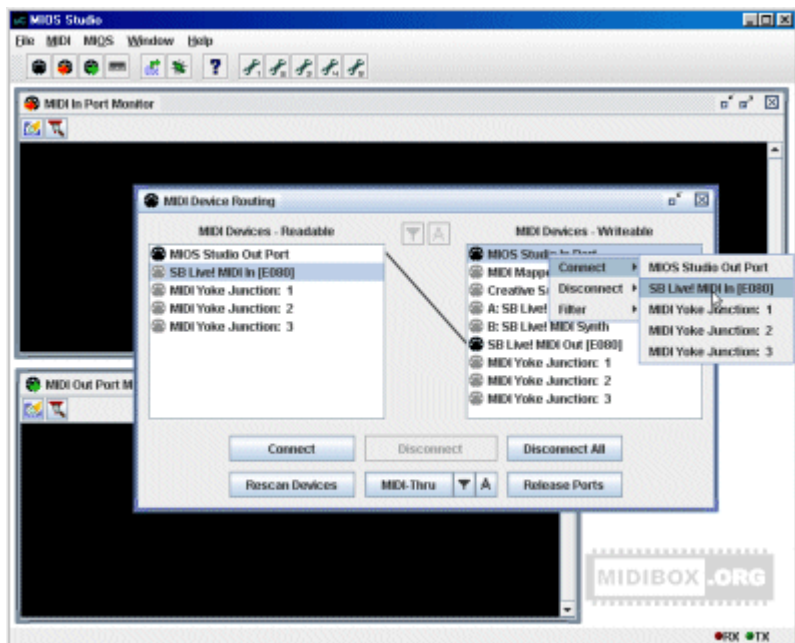 MIOS Studio
File MIDI MIOS Window Help
MIDI In Port Monitor
MIDI Device Routing
MIDI Devices - Readable
MIOS Studio Out Port
SB Live! MIDI In [E080]
MIDI Yoke Junction: 1
MIDI Yoke Junction: 2
MIDI Yoke Junction: 3
A
MIDI Devices - Writeable
MIOS Studio In Port
MIDI
Creative
A: SB Live!
B: SB Live! MIDI Synth
SB Live! MIDI Out [E080]
MIDI Yoke Junction: 1
MIDI Yoke Junction: 2
MIDI Yoke Junction: 3
Connect
Disconnect
Filter
MIOS Studio Out Port
SB Live! MIDI In [E080]
MIDI Yoke Junction: 1
MIDI Yoke Junction: 2
MIDI Yoke Junction: 3
Connect Disconnect Disconnect All
Rescan Devices MIDI-Thru A Release Ports
MIDI Out Port M
MIDIBOX.ORG
RX TX